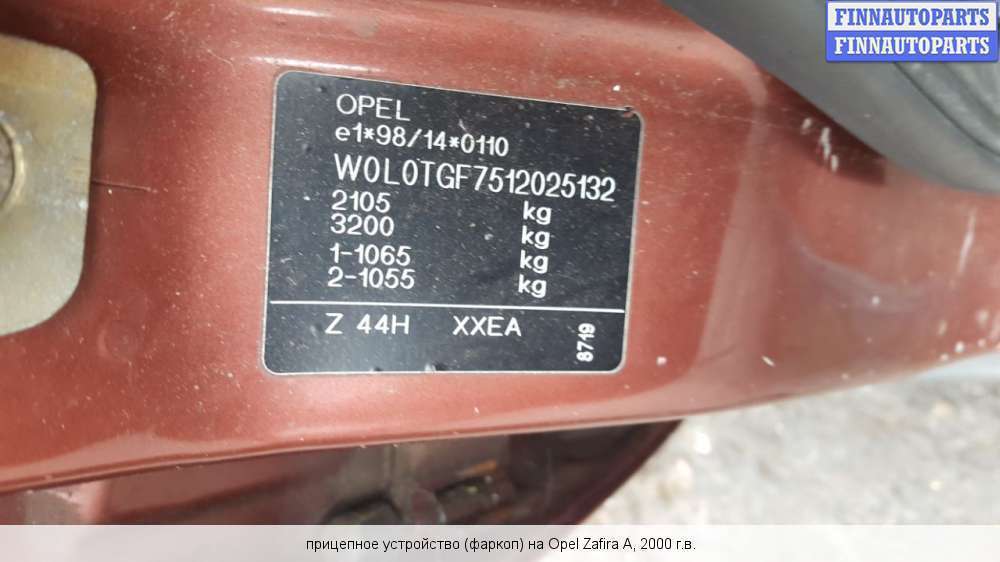 FINNAUTOPARTS
FINNAUTOPARTS
OPEL
e1*98/14*0110
W0L0TGF7512025132
2105 kg
3200 kg
1-1065 kg
2-1055 kg
Z 44H XXEA
8719
прицепное устройство (фаркоп) на Opel Zafira A, 2000 г.в.